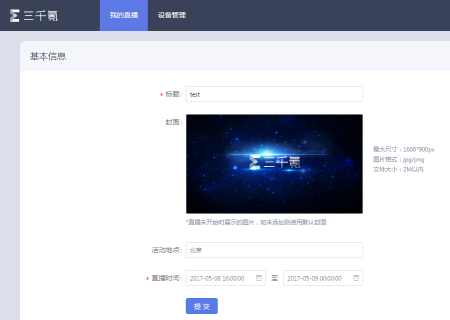 三千氪 我的直播 设备管理
基本信息
* 标题: test
封面:
三千氪
最大尺寸：1600*900px
图片格式：jpg/png
文件大小：2M以内
*直播未开始时显示的图片，如未添加则使用默认封面
活动地点: 北京
* 直播时间: 2017-05-08 16:00:00 至 2017-05-09 00:00:00
提 交